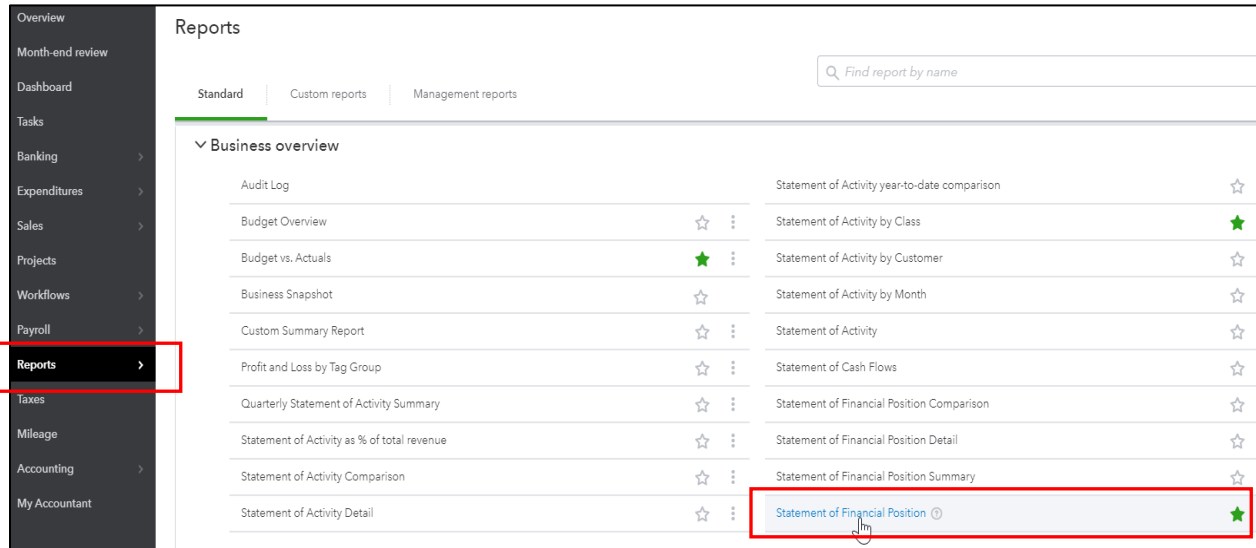 Overview
Month-end review
Dashboard
Tasks
Banking
Expenditures
Sales
Projects
Workflows
Payroll
Reports
Taxes
Mileage
Accounting
My Accountant
Reports
Find report by name
Standard
Custom reports
Management reports
Business overview
Audit Log
Budget Overview
Budget vs. Actuals
Business Snapshot
Custom Summary Report
Profit and Loss by Tag Group
Quarterly Statement of Activity Summary
Statement of Activity as % of total revenue
Statement of Activity Comparison
Statement of Activity Detail
Statement of Activity year-to-date comparison
Statement of Activity by Class
Statement of Activity by Customer
Statement of Activity by Month
Statement of Activity
Statement of Cash Flows
Statement of Financial Position Comparison
Statement of Financial Position Detail
Statement of Financial Position Summary
Statement of Financial Position